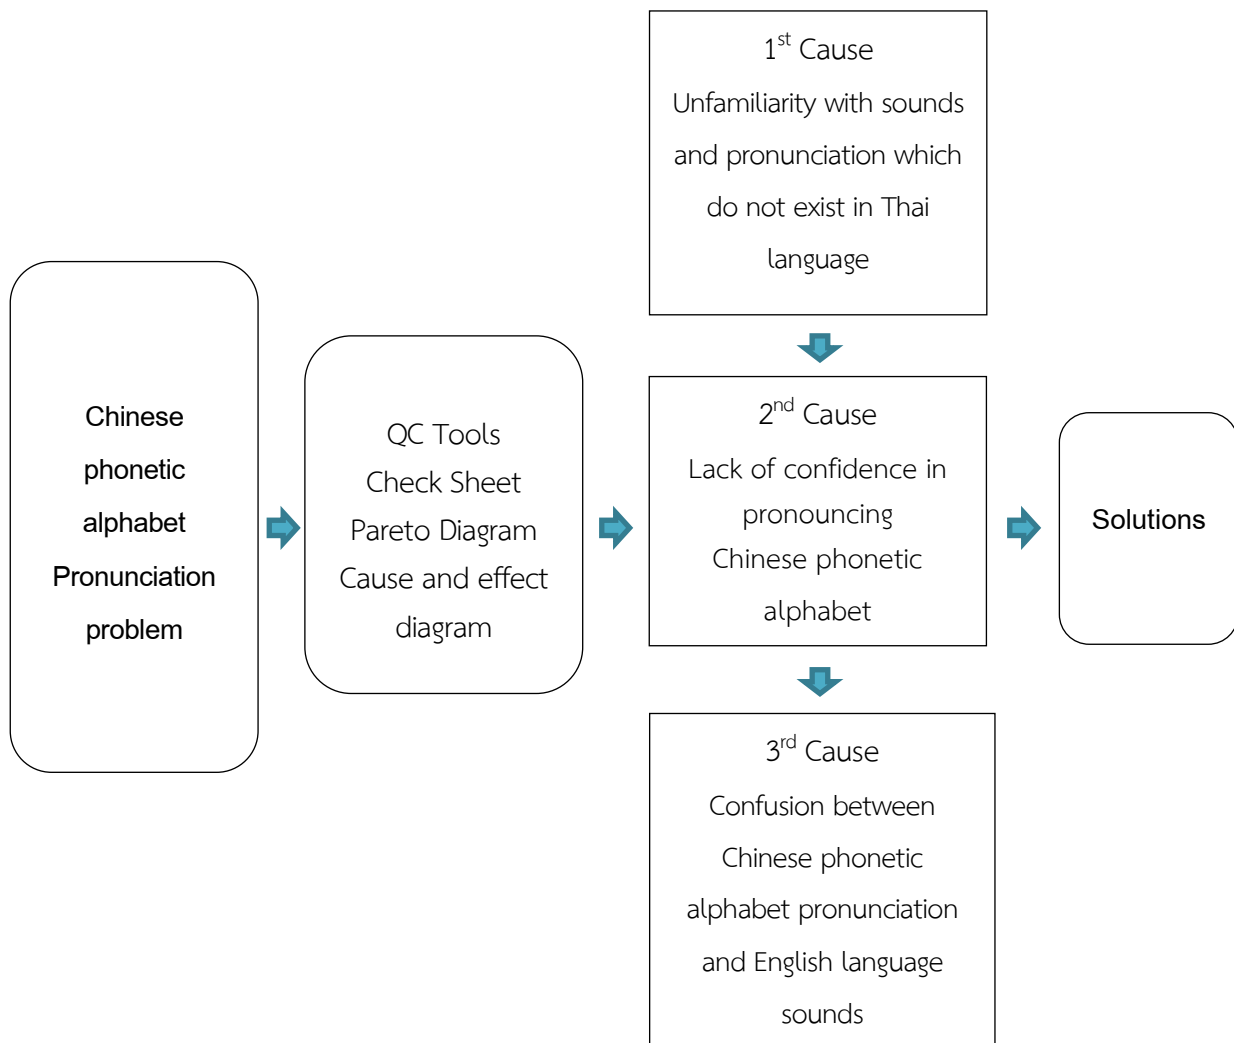 Chinese
phonetic
alphabet
Pronunciation
problem
QC Tools
Check Sheet
Pareto Diagram
Cause and effect
diagram
1st Cause
Unfamiliarity with sounds
and pronunciation which
do not exist in Thai
language
2nd Cause
Lack of confidence in
pronouncing
Chinese phonetic
alphabet
3rd Cause
Confusion between
Chinese phonetic
alphabet pronunciation
and English language
sounds
Solutions